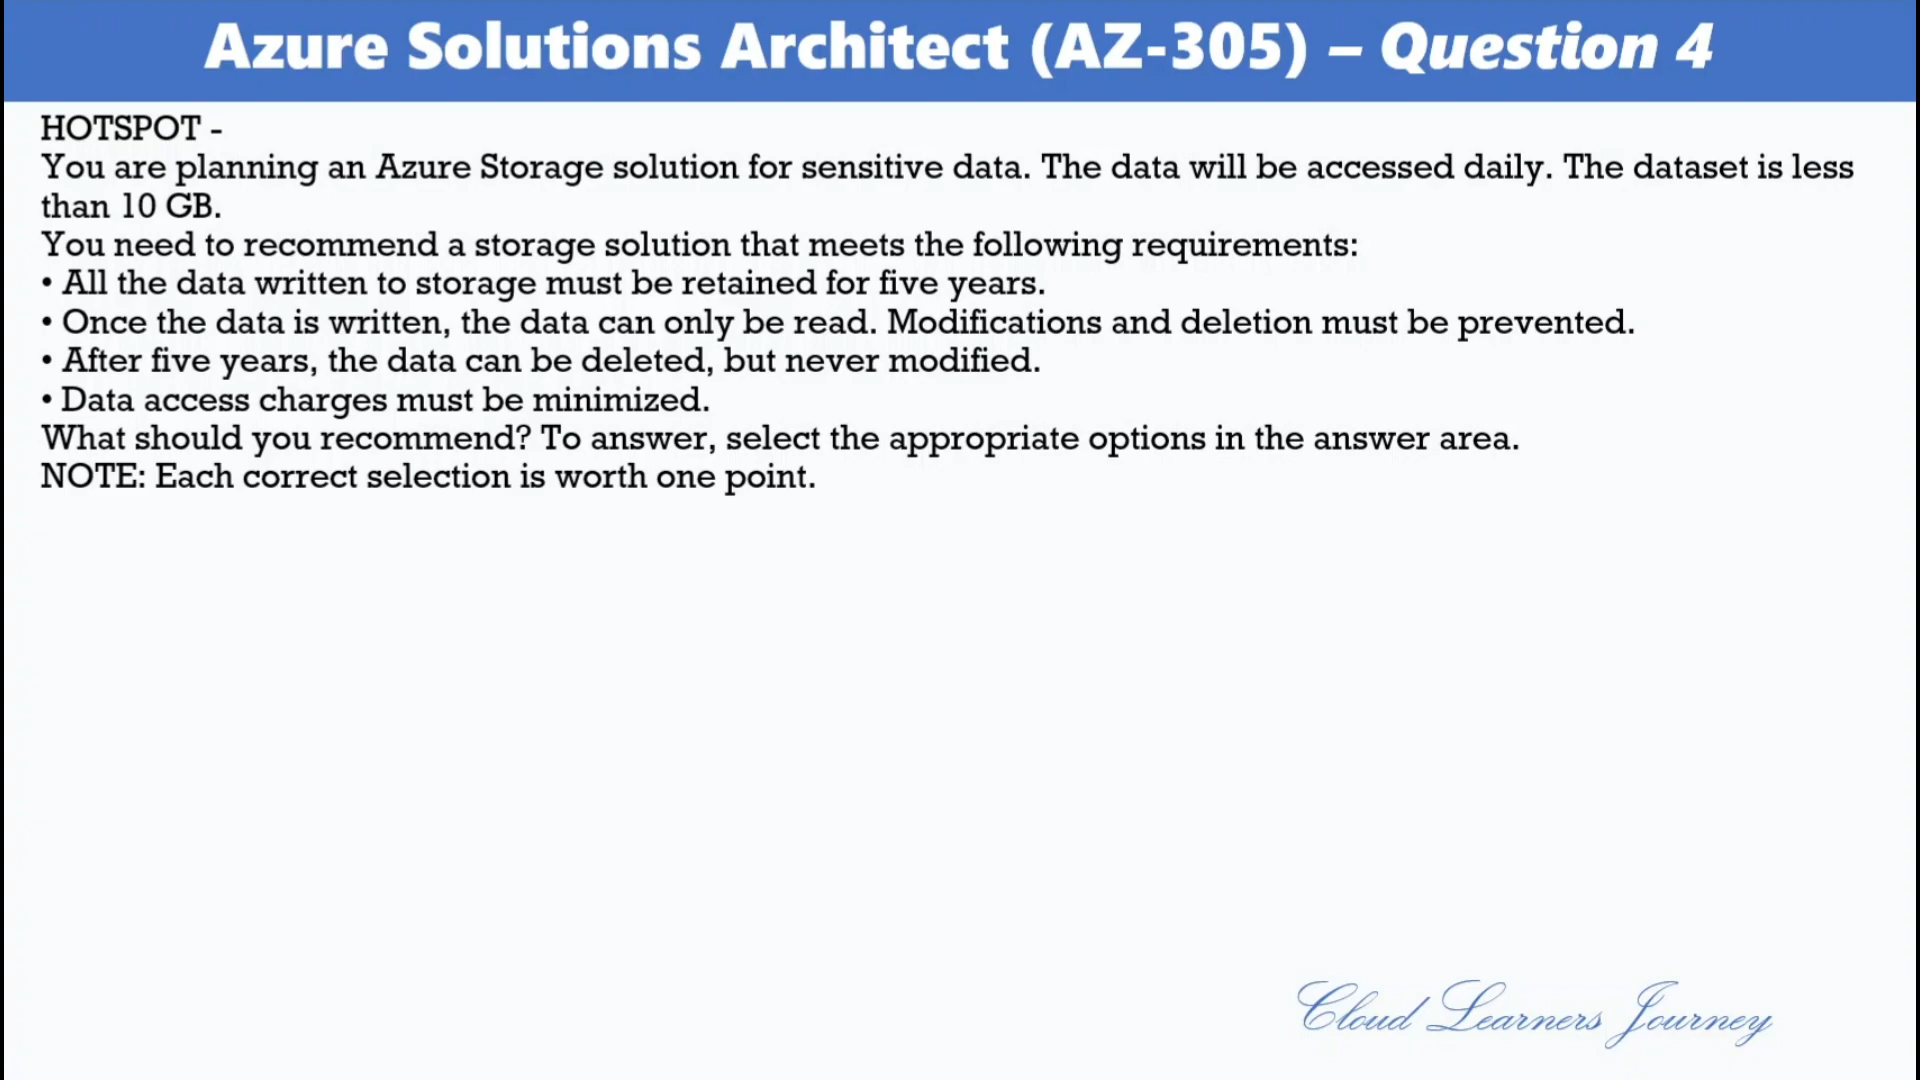 Azure Solutions Architect (AZ-305) – Question 4
HOTSPOT -
You are planning an Azure Storage solution for sensitive data. The data will be accessed daily. The dataset is less
than 10 GB.
You need to recommend a storage solution that meets the following requirements:
• All the data written to storage must be retained for five years.
• Once the data is written, the data can only be read. Modifications and deletion must be prevented.
• After five years, the data can be deleted, but never modified.
• Data access charges must be minimized.
What should you recommend? To answer, select the appropriate options in the answer area.
NOTE: Each correct selection is worth one point.
Cloud Learners Journey